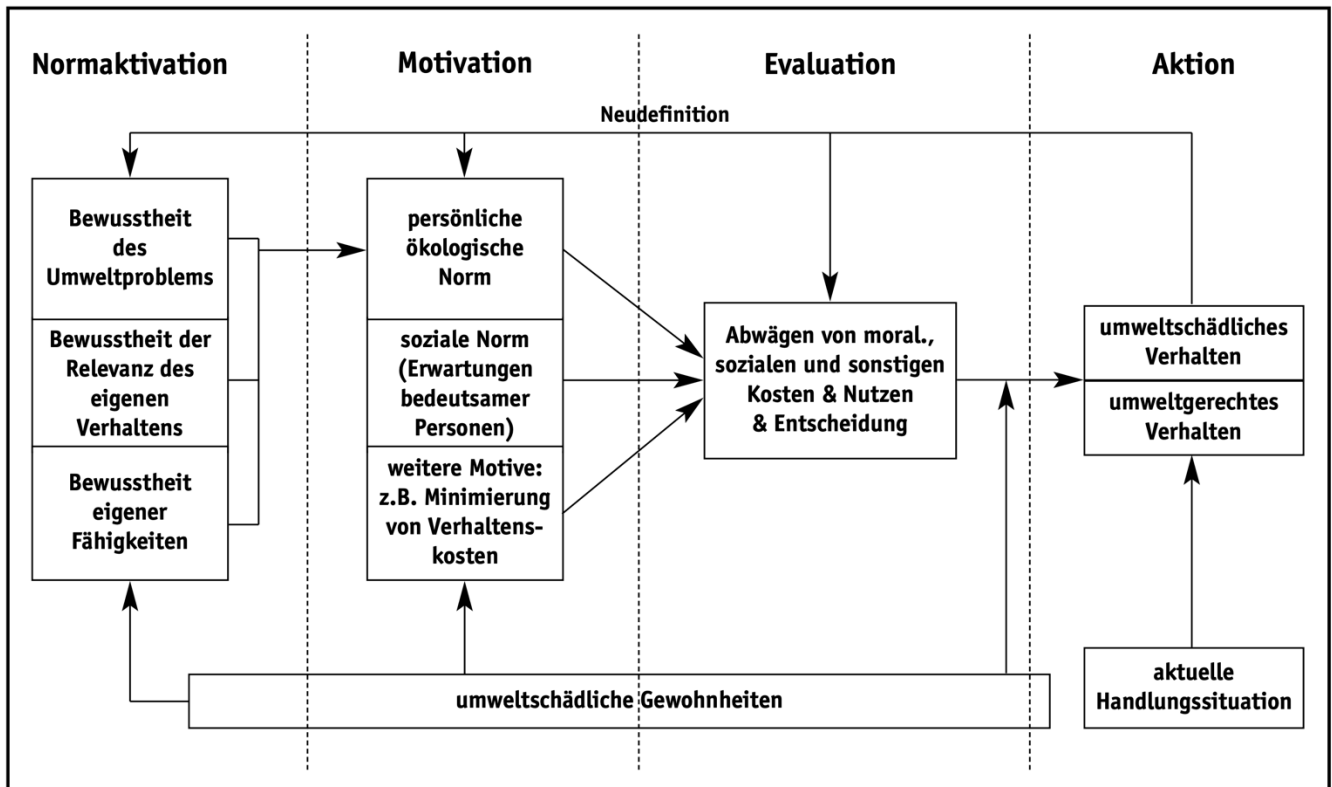 Normaktivation
Motivation
Evaluation
Aktion
Neudefinition
Bewusstheit
des
Umweltproblems
Bewusstheit der
Relevanz des
eigenen
Verhaltens
Bewusstheit
eigener
Fähigkeiten
persönliche
ökologische
Norm
soziale Norm
(Erwartungen
bedeutsamer
Personen)
weitere Motive:
z.B. Minimierung
von Verhaltens-
kosten
Abwägen von moral.,
sozialen und sonstigen
Kosten & Nutzen
& Entscheidung
umweltschädliches
Verhalten
umweltgerechtes
Verhalten
umweltschädliche Gewohnheiten
aktuelle
Handlungssituation